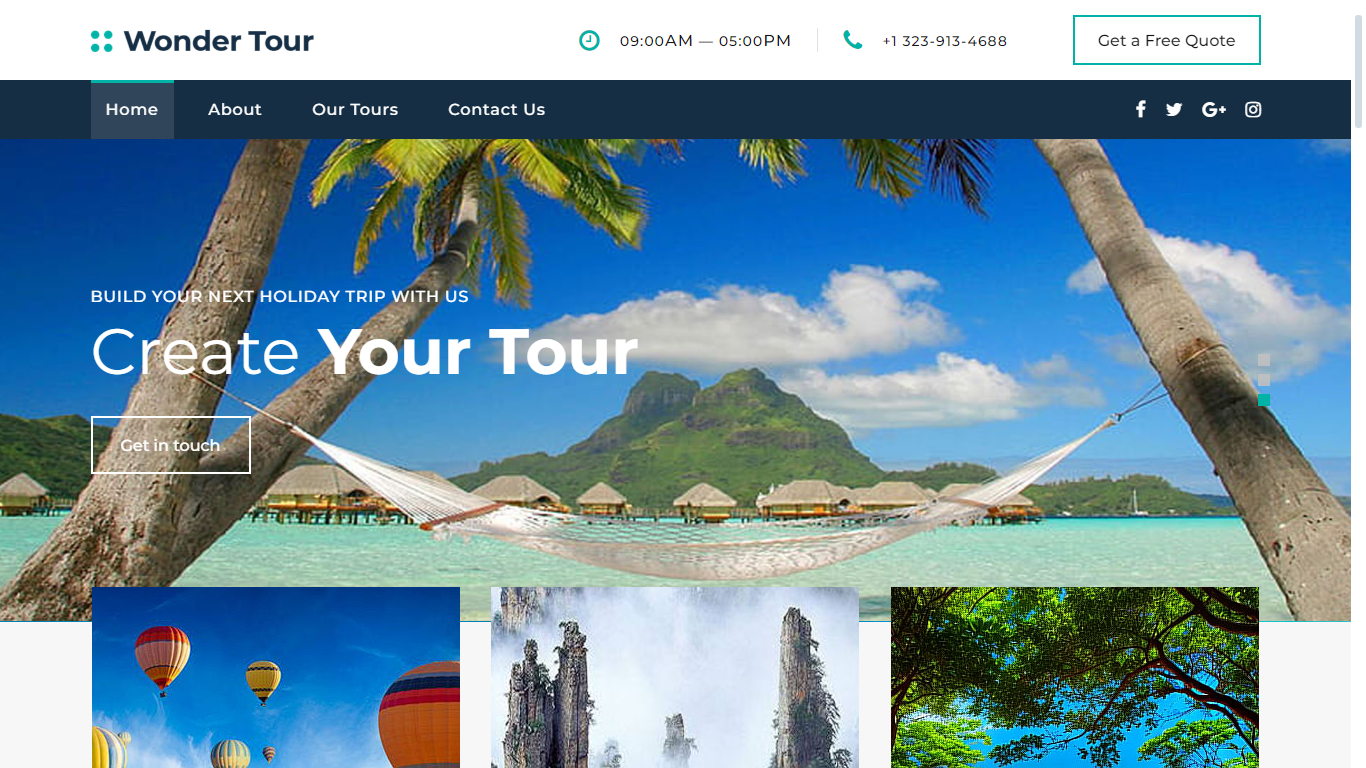 Wonder Tour
09:00AM — 05:00PM
+1 323-913-4688
Get a Free Quote
Home
About
Our Tours
Contact Us
G+
BUILD YOUR NEXT HOLIDAY TRIP WITH US
Create Your Tour
Get in touch